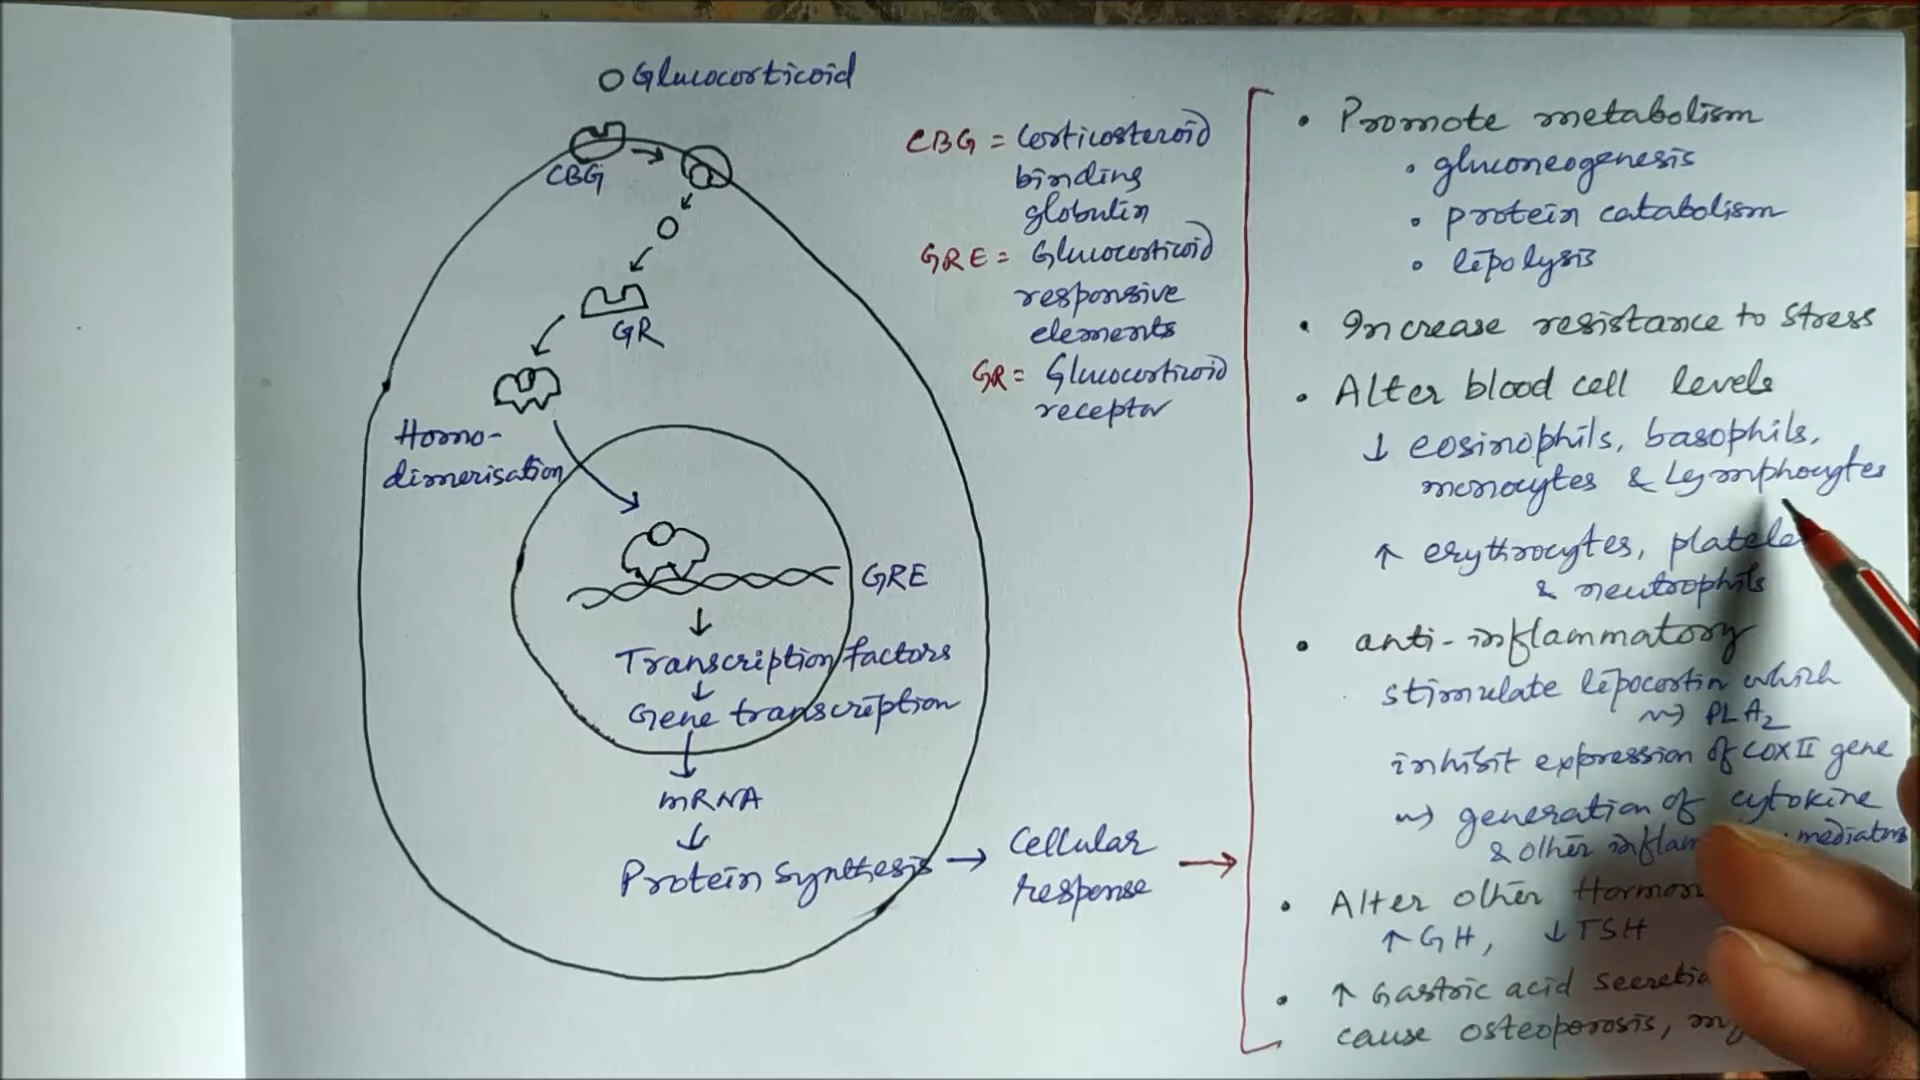 Glucocorticoid
CBG
GR
Homo-
dimerisation
GRE
Transcription factors
Gene transcription
mRNA
Protein synthesis
Cellular
response
CBG = Corticosteroid
binding
globulin
GRE = Glucocorticoid
responsive
elements
GR = Glucocorticoid
receptor
• Promote metabolism
• gluconeogenesis
• protein catabolism
• lipolysis
• Increase resistance to stress
• Alter blood cell levels
↓ eosinophils, basophils,
monocytes & Lymphocytes
↑ erythrocytes,
& neutrophils
• anti-inflammatory
stimulate lipocortin which
PLA2
inhibit expression of COX II gene
generation of cytokine
& other mediators
• Alter other
↑ GH, ↓ TSH
• ↑ Gastric acid
cause osteoporosis,